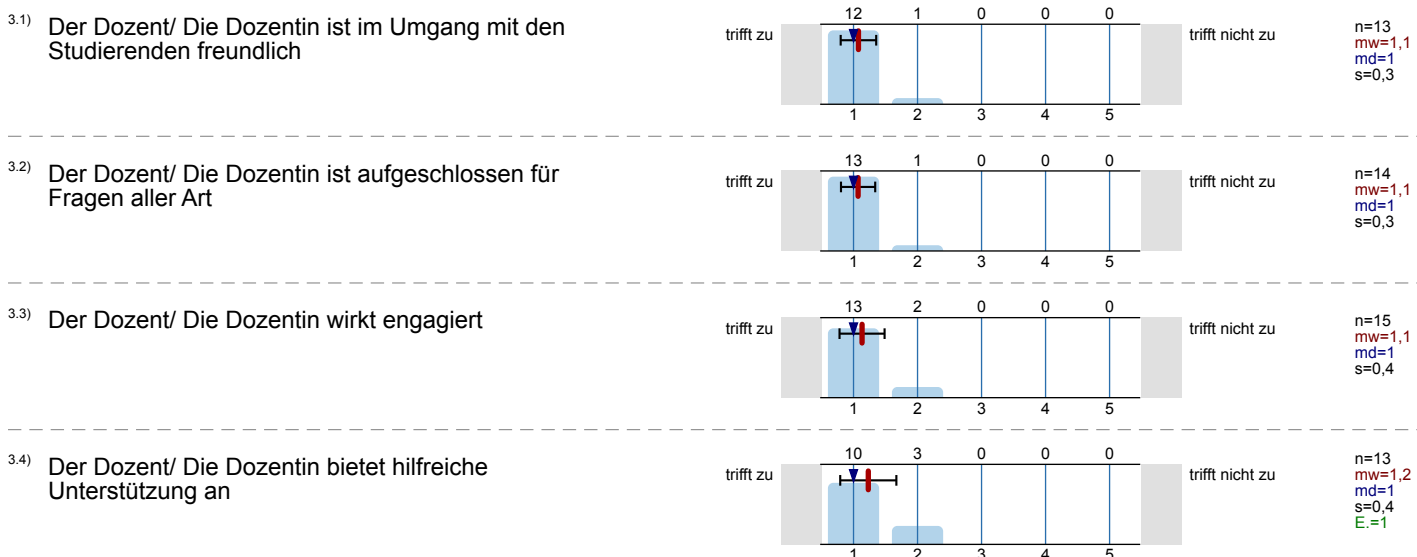 3.1) Der Dozent/ Die Dozentin ist im Umgang mit den
Studierenden freundlich
trifft zu
12 1 0 0 0
1 2 3 4 5
trifft nicht zu
n=13
mw=1,1
md=1
s=0,3
3.2) Der Dozent/ Die Dozentin ist aufgeschlossen für
Fragen aller Art
trifft zu
13 1 0 0 0
1 2 3 4 5
trifft nicht zu
n=14
mw=1,1
md=1
s=0,3
3.3) Der Dozent/ Die Dozentin wirkt engagiert
trifft zu
13 2 0 0 0
1 2 3 4 5
trifft nicht zu
n=15
mw=1,1
md=1
s=0,4
3.4) Der Dozent/ Die Dozentin bietet hilfreiche
Unterstützung an
trifft zu
10 3 0 0 0
1 2 3 4 5
trifft nicht zu
n=13
mw=1,2
md=1
s=0,4
E.=1